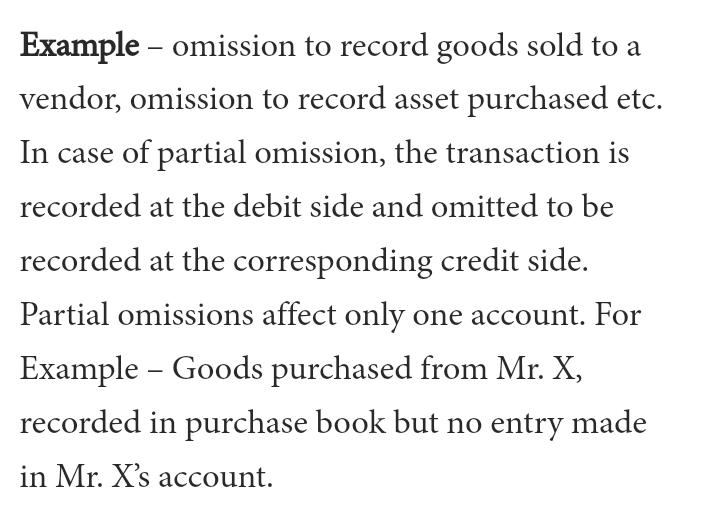 Example – omission to record goods sold to a
vendor, omission to record asset purchased etc.
In case of partial omission, the transaction is
recorded at the debit side and omitted to be
recorded at the corresponding credit side.
Partial omissions affect only one account. For
Example – Goods purchased from Mr. X,
recorded in purchase book but no entry made
in Mr. X’s account.